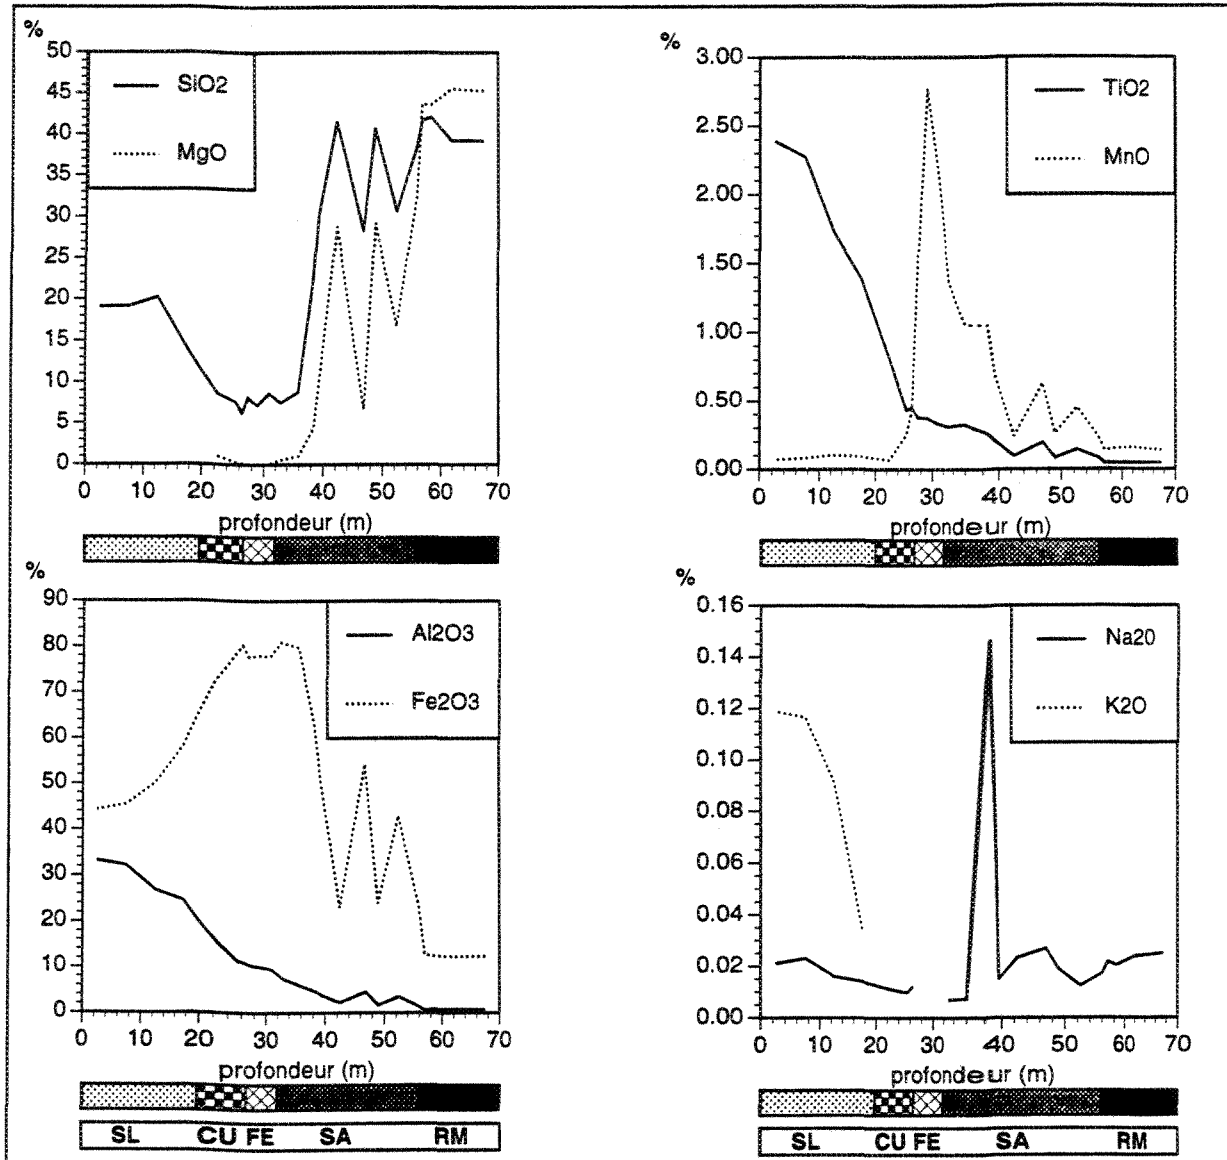 %
50
45
40
35
30
25
20
15
10
5
0
SiO2
MgO
0 10 20 30 40 50 60 70
profondeur (m)
%
3.00
2.50
2.00
1.50
1.00
0.50
0.00
TiO2
MnO
0 10 20 30 40 50 60 70
profondeur (m)
%
90
80
70
60
50
40
30
20
10
0
Al2O3
Fe2O3
0 10 20 30 40 50 60 70
profondeur (m)
SL CU FE SA RM
%
0.16
0.14
0.12
0.10
0.08
0.06
0.04
0.02
0.00
Na20
K2O
0 10 20 30 40 50 60 70
profondeur (m)
SL CU FE SA RM